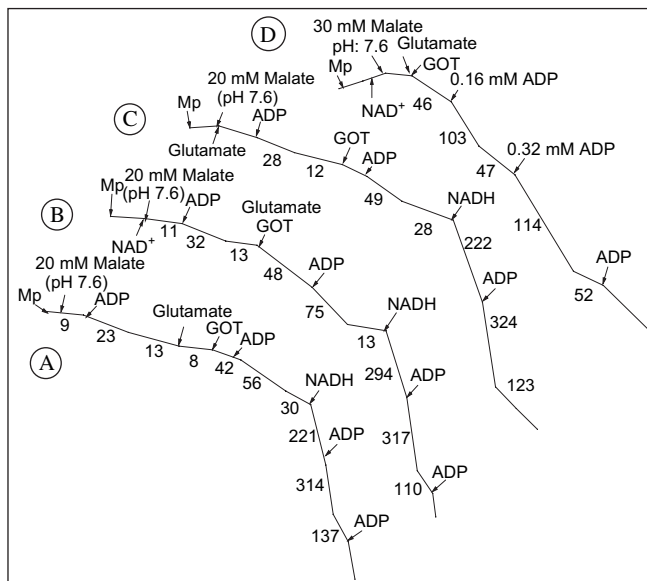 D
30 mM Malate
pH: 7.6
Glutamate
GOT
Mp
NAD⁺
46
0.16 mM ADP
103
47
0.32 mM ADP
114
52
ADP
C
20 mM Malate
(pH 7.6)
Mp
ADP
Glutamate
28
12
GOT
ADP
49
28
NADH
222
ADP
324
123
B
20 mM Malate
(pH 7.6)
Mp
ADP
NAD⁺
11
32
13
Glutamate
GOT
48
ADP
75
13
NADH
294
ADP
317
110
ADP
A
20 mM Malate
(pH 7.6)
Mp
ADP
9
23
13
Glutamate
8
GOT
42
ADP
56
30
NADH
221
ADP
314
137
ADP